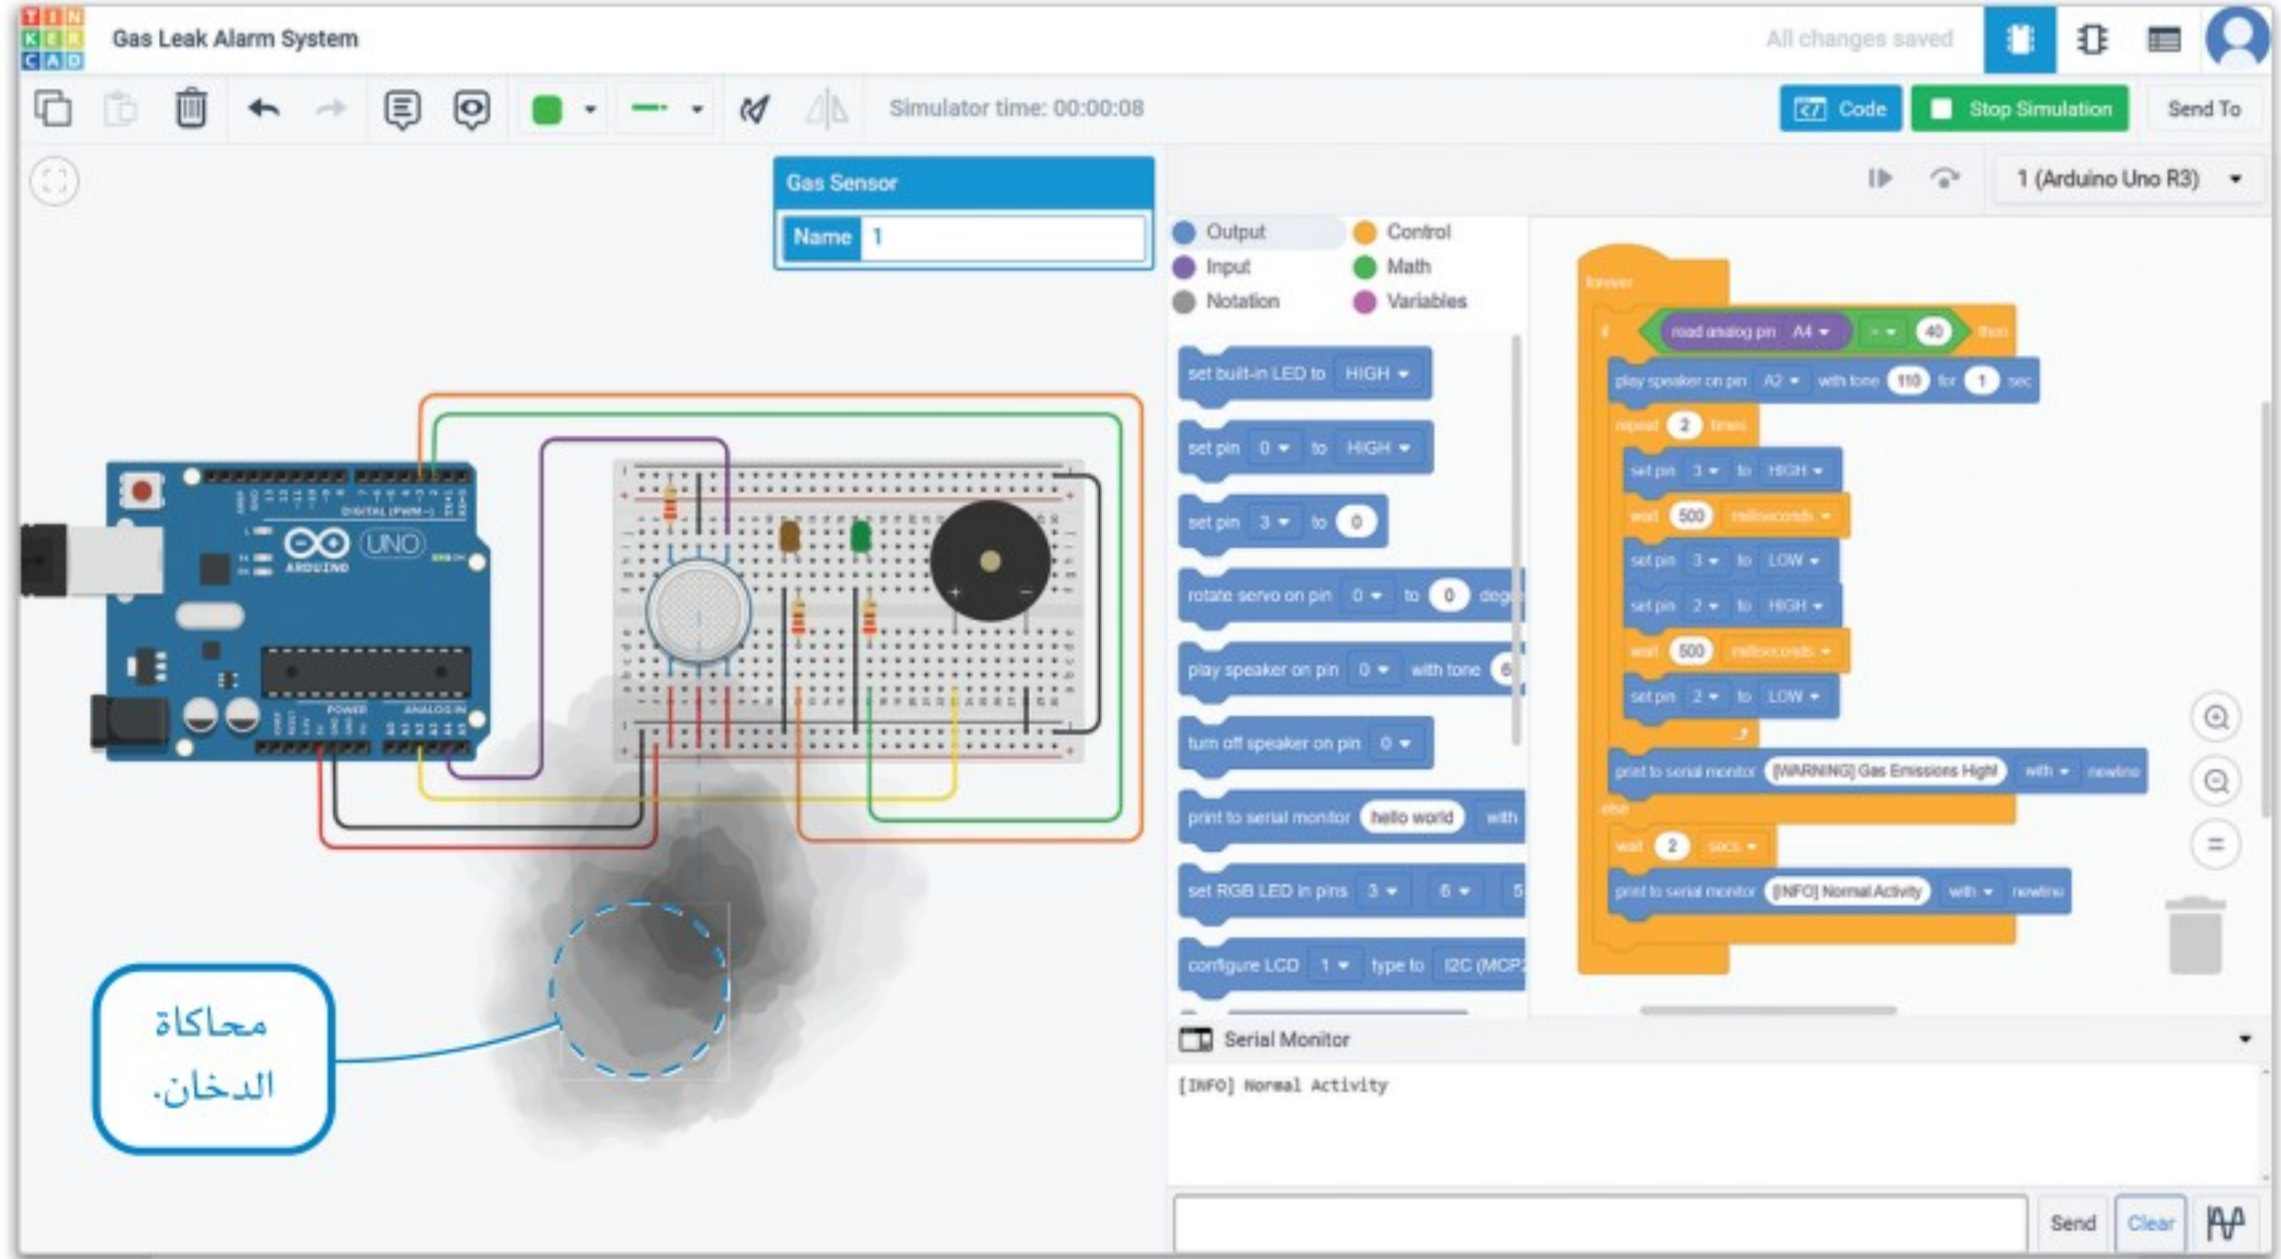 TINKERCAD
Gas Leak Alarm System
All changes saved
Simulator time: 00:00:08
Code
Stop Simulation
Send To
1 (Arduino Uno R3)
Gas Sensor
Name 1
DIGITAL (PWM~)
UNO
ARDUINO
POWER
ANALOG IN
محاكاة
الدخان.
Output
Control
Input
Math
Notation
Variables
set built-in LED to HIGH
set pin 0 to HIGH
set pin 3 to 0
rotate servo on pin 0 to 0
play speaker on pin 0 with tone
turn off speaker on pin 0
print to serial monitor hello world with
set RGB LED in pins 3 6 5
configure LCD 1 type to I2C
forever
if read analog pin A4 > 40 then
play speaker on pin A2 with tone 110 for 1 sec
repeat 2 times
set pin 3 to HIGH
wait 500 milliseconds
set pin 3 to LOW
set pin 2 to HIGH
wait 500 milliseconds
set pin 2 to LOW
print to serial monitor [WARNING] Gas Emissions High! with newline
else
wait 2 secs
print to serial monitor [INFO] Normal Activity with newline
Serial Monitor
[INFO] Normal Activity
Send
Clear